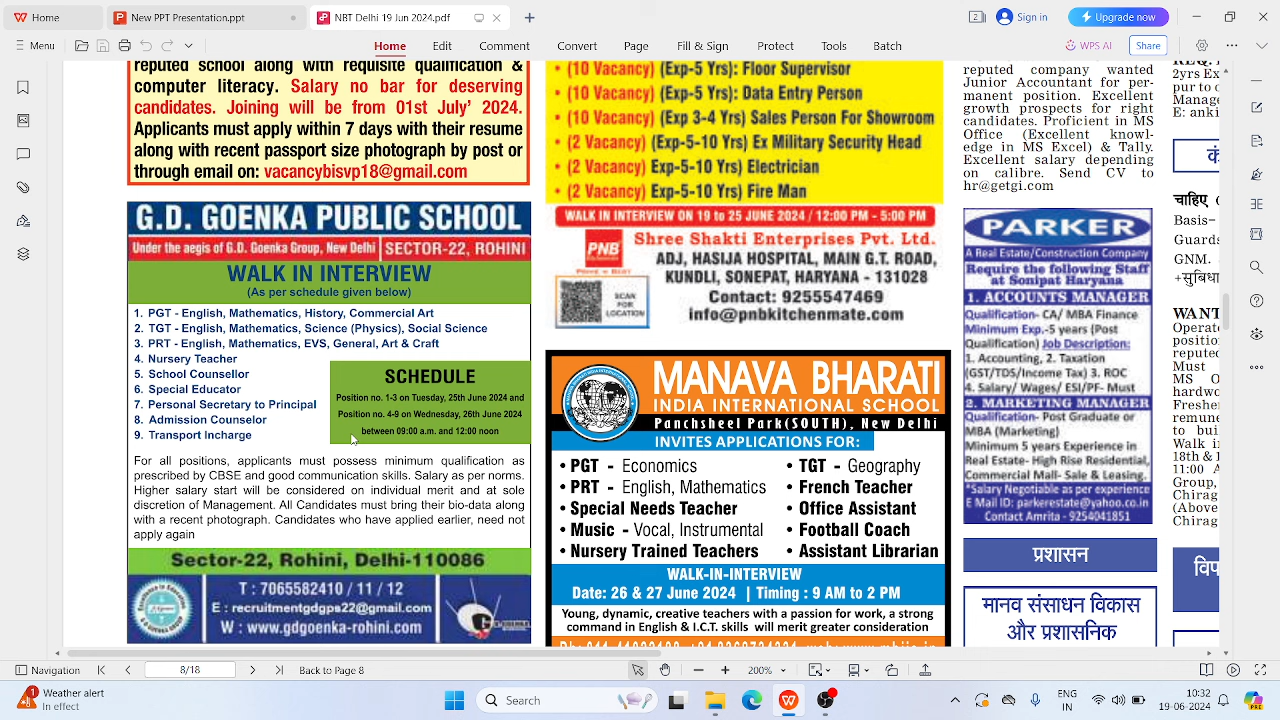 Home
New PPT Presentation.pptx
NBT Delhi 19 Jun 2024.pdf
Sign in
Upgrade now
Menu
Home
Edit
Comment
Convert
Page
Fill & Sign
Protect
Tools
Batch
WPS AI
Share
reputed school along with requisite qualification &
computer literacy. Salary no bar for deserving
candidates. Joining will be from 01st July' 2024.
Applicants must apply within 7 days with their resume
along with recent passport size photograph by post or
through email on: vacancybisvp18@gmail.com
G.D. GOENKA PUBLIC SCHOOL
Under the aegis of G.D. Goenka Group, New Delhi SECTOR-22, ROHINI
WALK IN INTERVIEW
(As per schedule given below)
1. PGT - English, Mathematics, History, Commercial Art
2. TGT - English, Mathematics, Science (Physics), Social Science
3. PRT - English, Mathematics, EVS, General, Art & Craft
4. Nursery Teacher
5. School Counsellor
6. Special Educator
7. Personal Secretary to Principal
8. Admission Counselor
9. Transport Incharge
SCHEDULE
Position no. 1-3 on Tuesday, 25th June 2024 and
Position no. 4-9 on Wednesday, 26th June 2024
between 09:00 a.m. and 12:00 noon
For all positions, applicants must possess minimum qualification as
prescribed by CBSE and good communication skills. Salary as per norms.
Higher salary start will be considered on individual merit and at sole
discretion of Management. All Candidates must bring their bio-data along
with a recent photograph. Candidates who have applied earlier, need not
apply again
Sector-22, Rohini, Delhi-110086
T : 7065582410 / 11 / 12
E : recruitmentgdgps22@gmail.com
W : www.gdgoenka-rohini.com
• (10 Vacancy) (Exp-5 Yrs): Floor Supervisor
• (10 Vacancy) (Exp-5 Yrs): Data Entry Person
• (10 Vacancy) (Exp 3-4 Yrs) Sales Person For Showroom
• (2 Vacancy) (Exp-5-10 Yrs) Ex Military Security Head
• (2 Vacancy) Exp-5-10 Yrs) Electrician
• (2 Vacancy) Exp-5-10 Yrs) Fire Man
WALK IN INTERVIEW ON 19 to 25 JUNE 2024 / 12:00 PM - 5:00 PM
PNB
Shree Shakti Enterprises Pvt. Ltd.
ADJ, HASIJA HOSPITAL, MAIN G.T. ROAD,
KUNDLI, SONEPAT, HARYANA - 131028
SCAN
FOR
LOCATION
Contact: 9255547469
info@pnbkitchenmate.com
MANAVA BHARATI
INDIA INTERNATIONAL SCHOOL
Panchsheel Park(SOUTH), New Delhi
INVITES APPLICATIONS FOR:
• PGT - Economics
• PRT - English, Mathematics
• Special Needs Teacher
• Music - Vocal, Instrumental
• Nursery Trained Teachers
• TGT - Geography
• French Teacher
• Office Assistant
• Football Coach
• Assistant Librarian
WALK-IN-INTERVIEW
Date: 26 & 27 June 2024 | Timing : 9 AM to 2 PM
Young, dynamic, creative teachers with a passion for work, a strong
command in English & I.C.T. skills will merit greater consideration
reputed company wanted
Junior Accountant for per-
manent position. Excellent
growth prospects for right
candidates. Proficient in MS
Office (Excellent know-
ledge in Email) & Tally.
Excellent salary depending
on calibre. Send CV to
hr@getgi.com
PARKER
A Real Estate/Construction Company
Require the following Staff
at Sonipat Haryana
1. ACCOUNTS MANAGER
Qualification- CA/ MBA Finance
Minimum Exp.-5 years (Post
Qualification) Job Description:
1. Accounting, 2. Taxation
(GST/TDS/Income Tax) 3. ROC
4. Salary/ Wages/ ESI/PF- Must
2. MARKETING MANAGER
Qualification- Post Graduate or
MBA (Marketing)
Minimum 5 years Experience in
Real Estate- High Rise Residential,
Commercial Mall- Sale & Leasing,
*Salary Negotiable as per experience
E Mail ID: parkerestate@yahoo.co.in
Contact Amrita - 9254041851
प्रशासन
मानव संसाधन विकास
और प्रशासनिक
चाहिए
Basis-
GNM.
WANT
MS
Office
Walk
Navigation
8/18
Back to Page 8
200%
Weather alert
In effect
Search
ENG
IN
10:32
19-06-2024